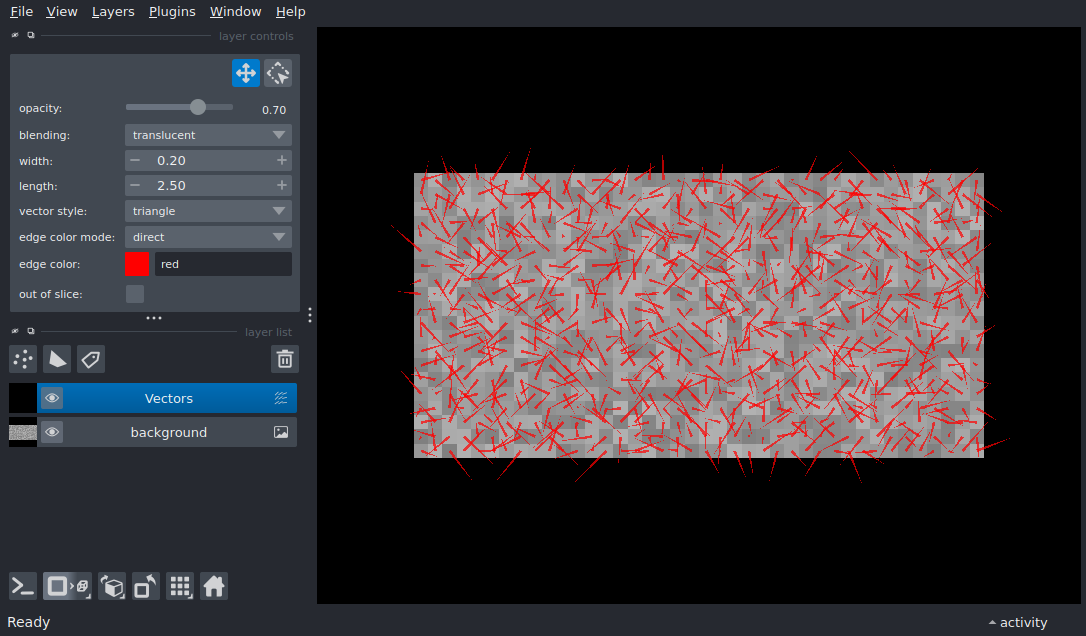 File View Layers Plugins Window Help
layer controls
opacity: 0.70
blending: translucent
width: 0.20
length: 2.50
vector style: triangle
edge color mode: direct
edge color: red
out of slice:
layer list
Vectors
background
Ready
activity